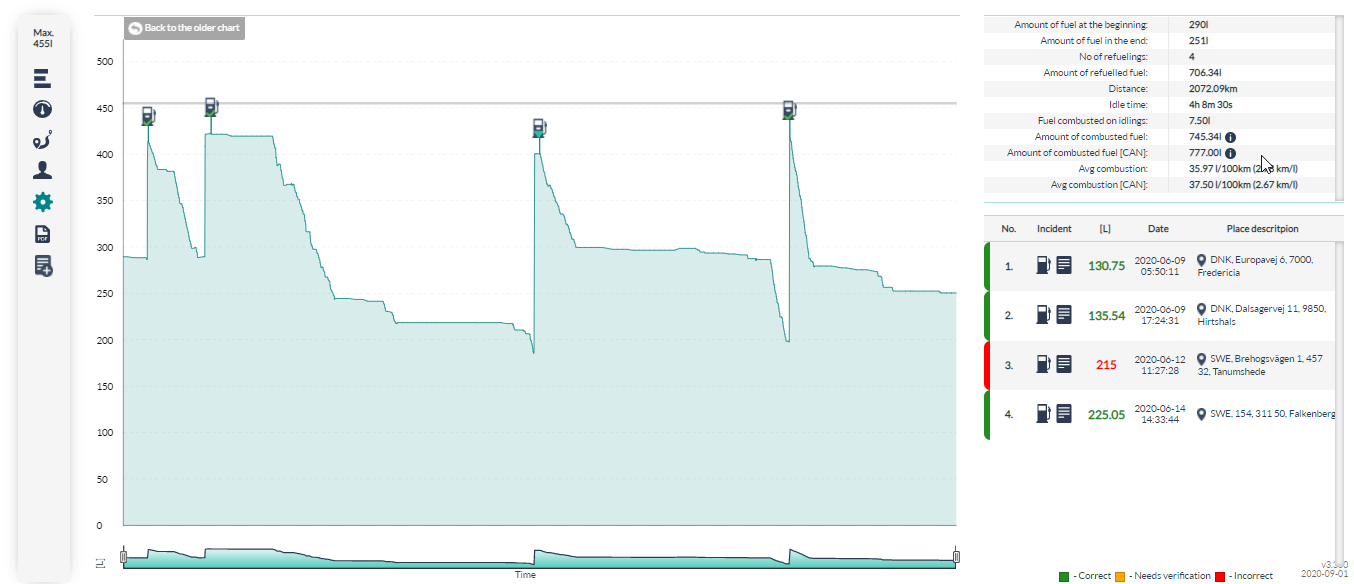 Max.
455l
Back to the older chart
500
450
400
350
300
250
200
150
100
50
0
[L]
Time
Amount of fuel at the beginning: 290l
Amount of fuel in the end: 251l
No of refuelings: 4
Amount of refuelled fuel: 706.34l
Distance: 2072.09km
Idle time: 4h 8m 30s
Fuel combusted on idlings: 7.50l
Amount of combusted fuel: 745.34l
Amount of combusted fuel [CAN]: 777.00l
Avg combustion: 35.97 l/100km km/l)
Avg combustion [CAN]: 37.50 l/100km (2.67 km/l)
No. Incident [L] Date Place descritpion
1. 130.75 2020-06-09 05:50:11 DNK, Europavej 6, 7000,
Fredericia
2. 135.54 2020-06-09 17:24:31 DNK, Dalsagervej 11, 9850,
Hirtshals
3. 215 2020-06-12 11:27:28 SWE, Brehogsvägen 1, 457
32, Tanumshede
4. 225.05 2020-06-14 14:33:44 SWE, 154, 311 50, Falkenberg
- Correct - Needs verification - Incorrect
2020-09-01
PDF